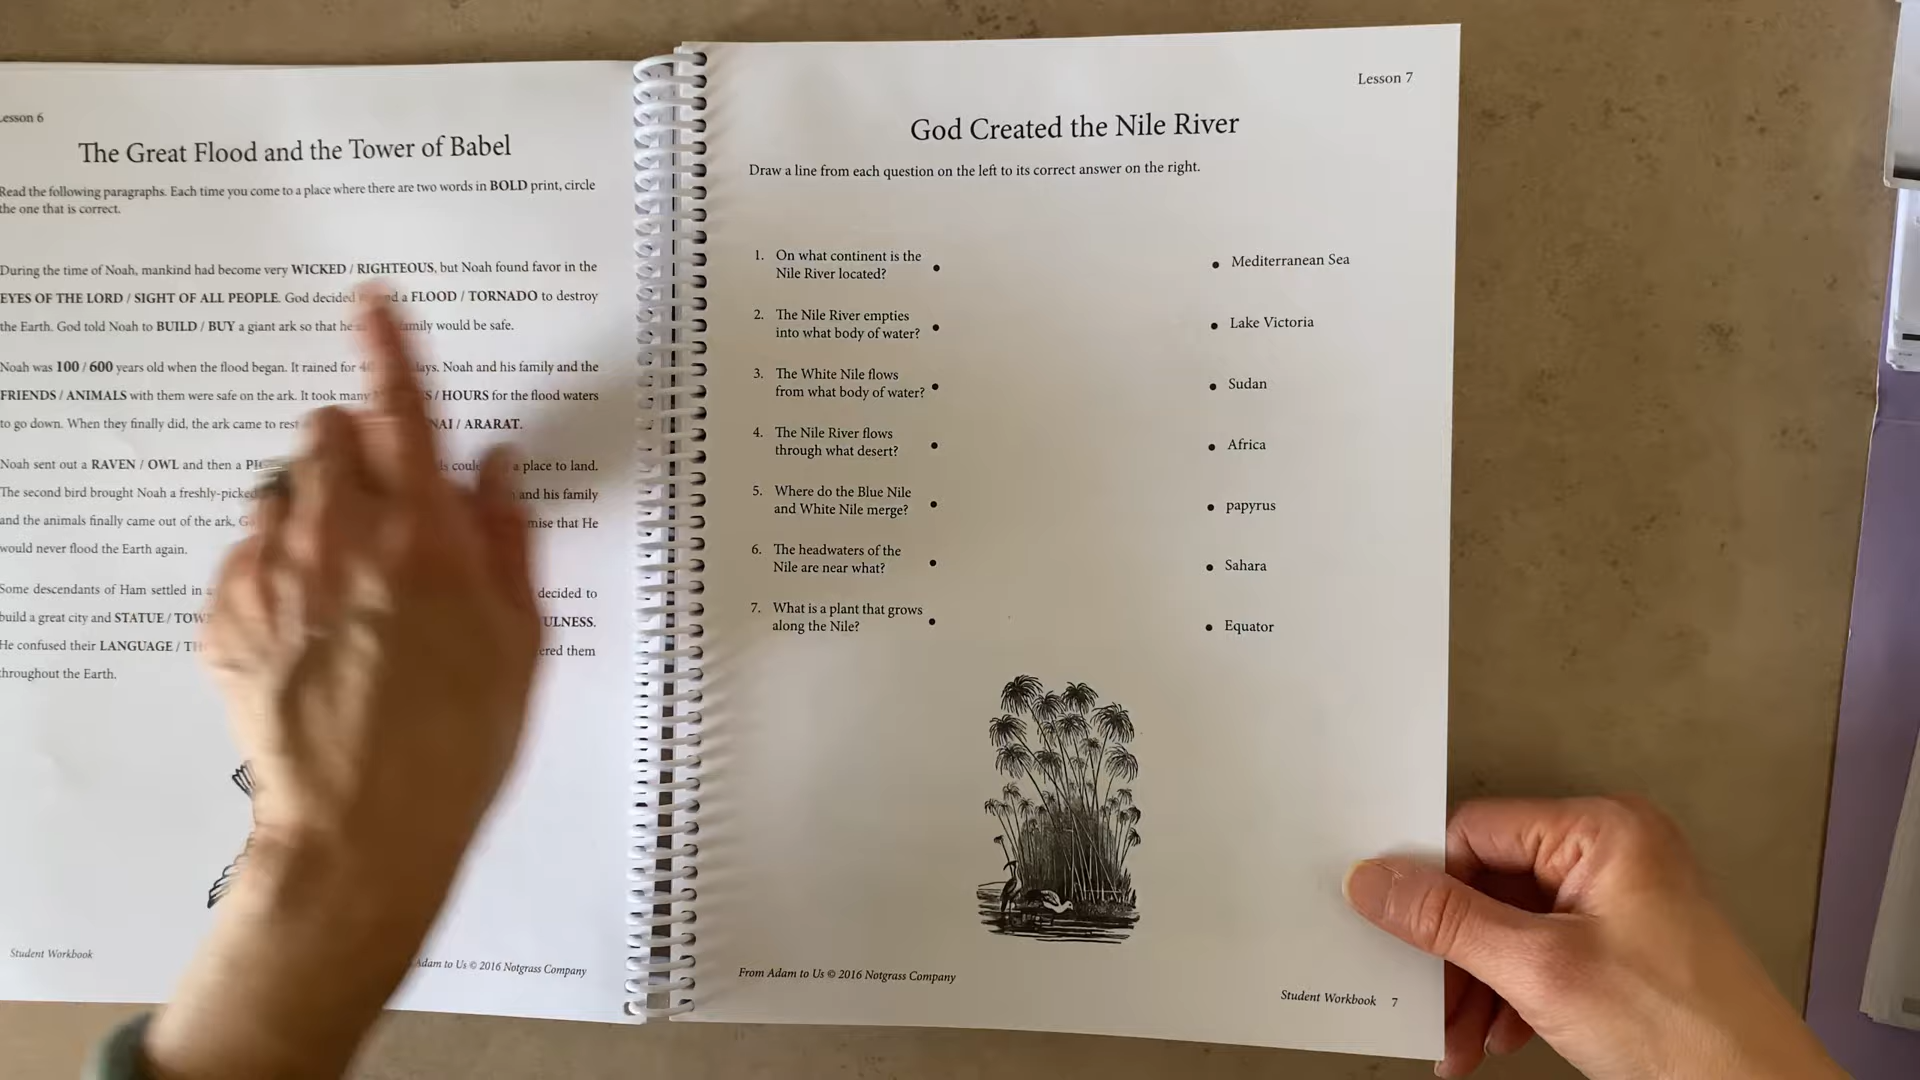 Lesson 6
The Great Flood and the Tower of Babel
Read the following paragraphs. Each time you come to a place where there are two words in BOLD print, circle
the one that is correct.
During the time of Noah, mankind had become very WICKED / RIGHTEOUS, but Noah found favor in the
EYES OF THE LORD / SIGHT OF ALL PEOPLE. God decided a FLOOD / TORNADO to destroy
the Earth. God told Noah to BUILD / BUY a giant ark so that he family would be safe.
Noah was 100 / 600 years old when the flood began. It rained for days. Noah and his family and the
FRIENDS / ANIMALS with them were safe on the ark. It took many / HOURS for the flood waters
to go down. When they finally did, the ark came to rest / ARARAT.
Noah sent out a RAVEN / OWL and then a a place to land.
The second bird brought Noah a freshly-picked and his family
and the animals finally came out of the ark. that He
would never flood the Earth again.
Some descendants of Ham settled in decided to
build a great city and STATUE /
He confused their LANGUAGE / them
throughout the Earth.
Student Workbook
Adam to Us © 2016 Notgrass Company
Lesson 7
God Created the Nile River
Draw a line from each question on the left to its correct answer on the right.
1. On what continent is the
Nile River located?
2. The Nile River empties
into what body of water?
3. The White Nile flows
from what body of water?
4. The Nile River flows
through what desert?
5. Where do the Blue Nile
and White Nile merge?
6. The headwaters of the
Nile are near what?
7. What is a plant that grows
along the Nile?
Mediterranean Sea
Lake Victoria
Sudan
Africa
papyrus
Sahara
Equator
From Adam to Us © 2016 Notgrass Company
Student Workbook 7